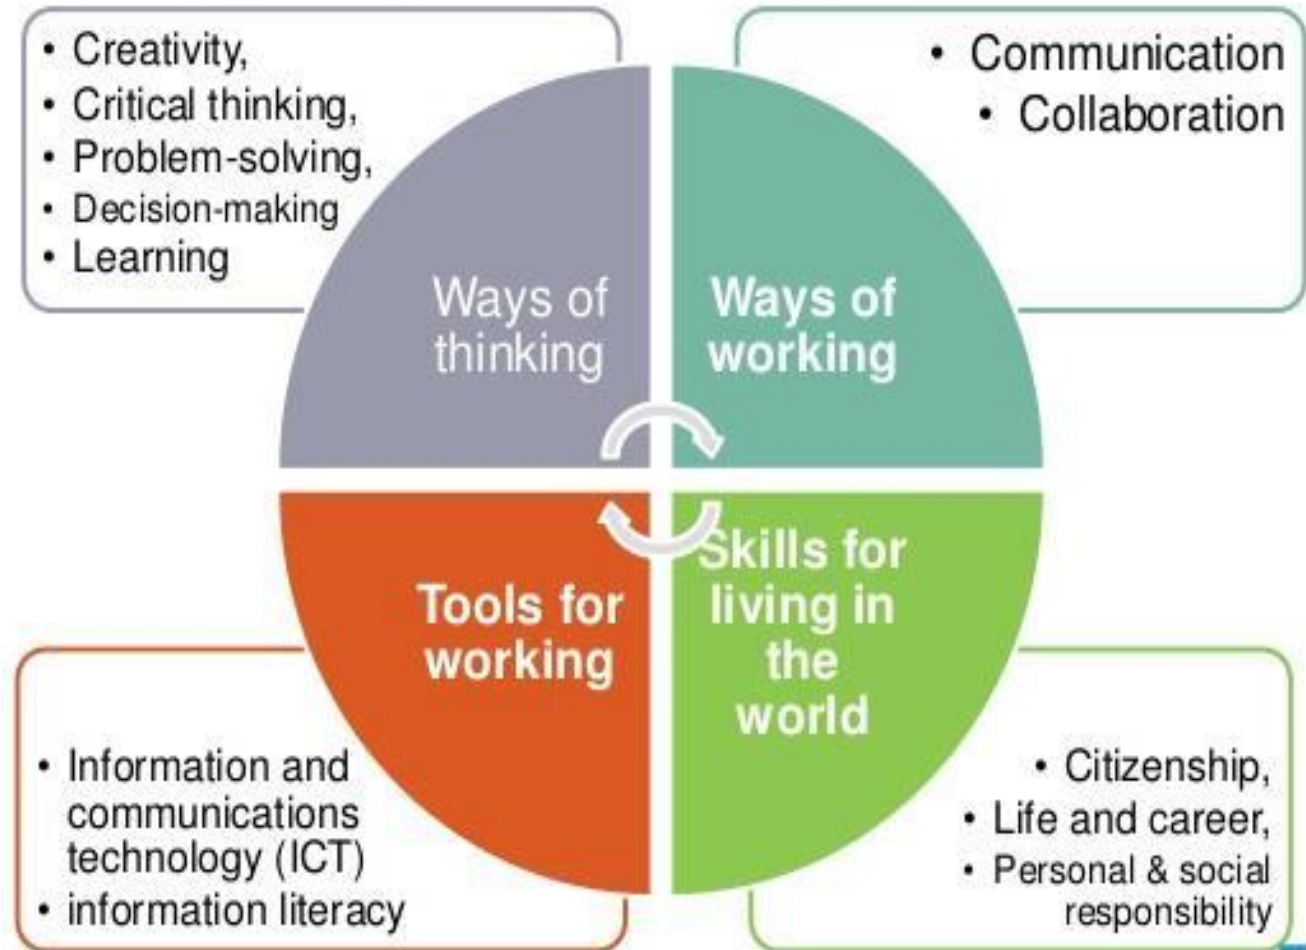 • Creativity,
• Critical thinking,
• Problem-solving,
• Decision-making
• Learning
Ways of
thinking
• Communication
• Collaboration
Ways of
working
Tools for
working
• Information and
communications
technology (ICT)
• information literacy
Skills for
living in
the
world
• Citizenship,
• Life and career,
• Personal & social
responsibility